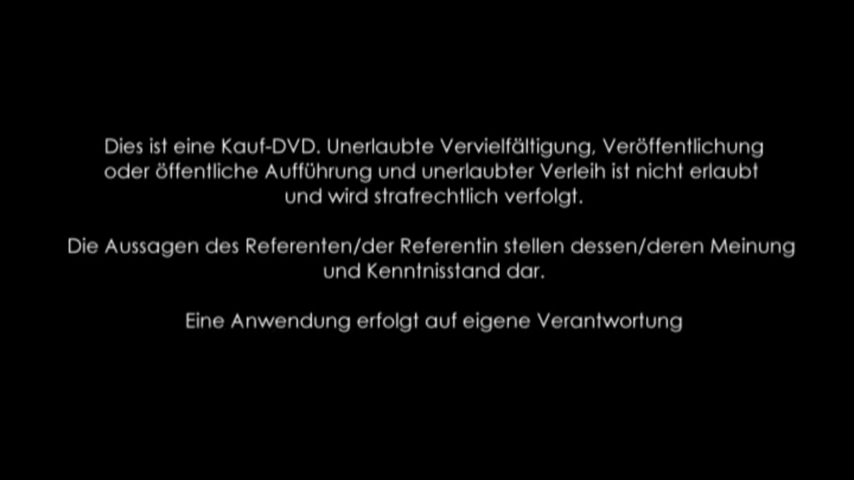 Dies ist eine Kauf-DVD. Unerlaubte Vervielfältigung, Veröffentlichung
oder öffentliche Aufführung und unerlaubter Verleih ist nicht erlaubt
und wird strafrechtlich verfolgt.
Die Aussagen des Referenten/der Referentin stellen dessen/deren Meinung
und Kenntnisstand dar.
Eine Anwendung erfolgt auf eigene Verantwortung